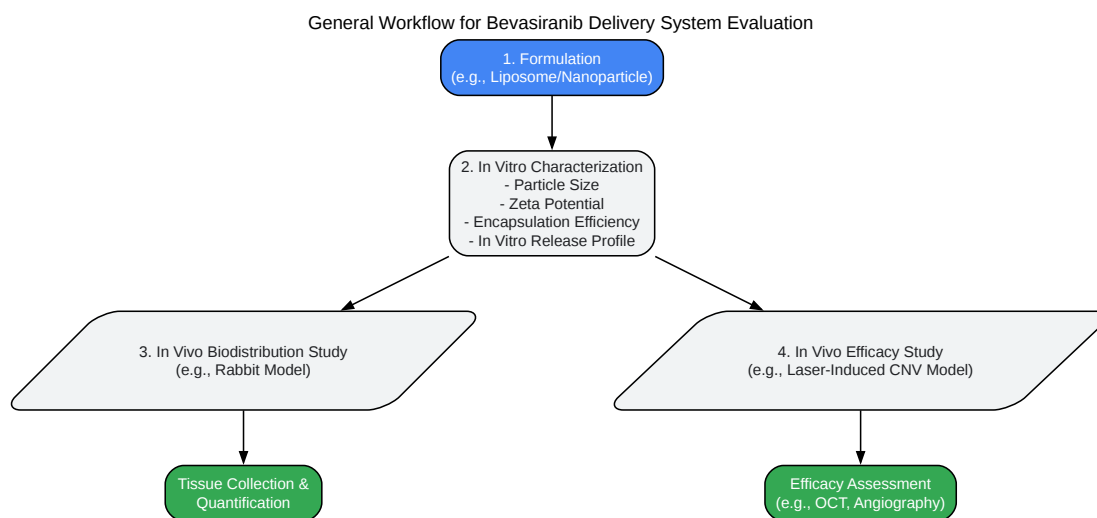 General Workflow for Bevasiranib Delivery System Evaluation
1. Formulation
(e.g., Liposome/Nanoparticle)
2. In Vitro Characterization
- Particle Size
- Zeta Potential
- Encapsulation Efficiency
- In Vitro Release Profile
3. In Vivo Biodistribution Study
(e.g., Rabbit Model)
4. In Vivo Efficacy Study
(e.g., Laser-Induced CNV Model)
Tissue Collection &
Quantification
Efficacy Assessment
(e.g., OCT, Angiography)